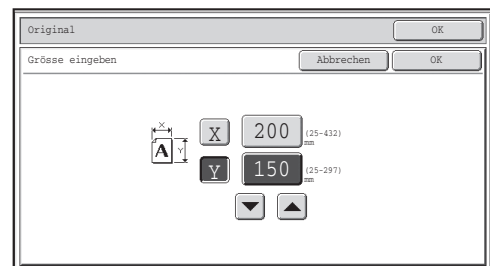 Original OK
Grösse eingeben Abbrechen OK
X
A Y
X 200 (25-432)
mm
Y 150 (25-297)
mm